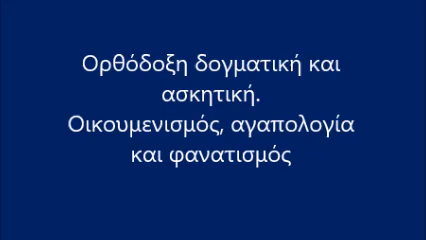 Ορθόδοξη δογματική και
ασκητική.
Οικουμενισμός, αγαπολογία
και φανατισμός